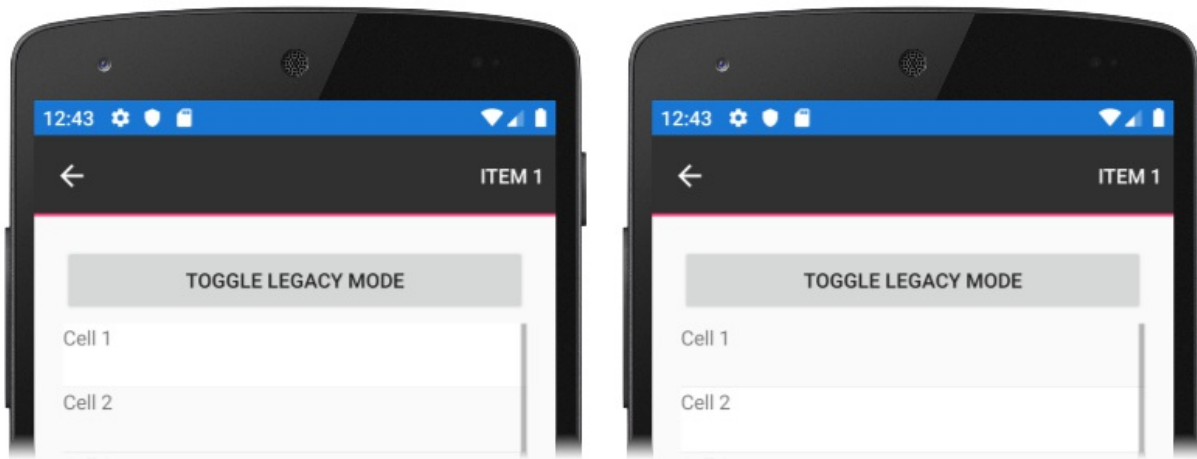 12:43
ITEM 1
TOGGLE LEGACY MODE
Cell 1
Cell 2
12:43
ITEM 1
TOGGLE LEGACY MODE
Cell 1
Cell 2